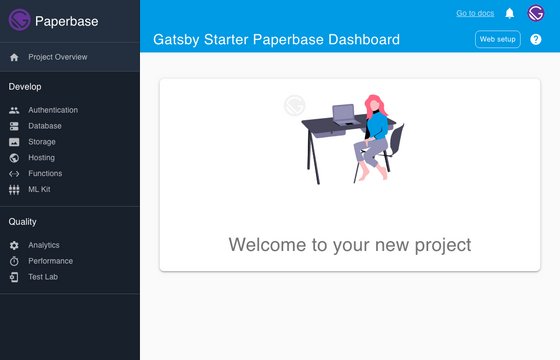 Paperbase
Project Overview
Develop
Authentication
Database
Storage
Hosting
Functions
ML Kit
Quality
Analytics
Performance
Test Lab
Go to docs
Gatsby Starter Paperbase Dashboard
Web setup
?
Welcome to your new project